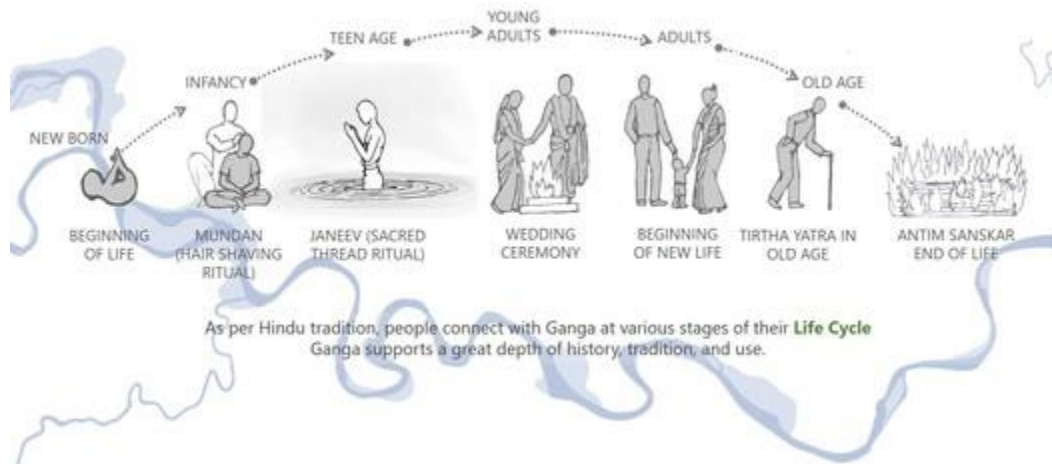 NEW BORN
INFANCY
TEEN AGE
YOUNG
ADULTS
ADULTS
OLD AGE
BEGINNING
OF LIFE
MUNDAN
(HAIR SHAVING
RITUAL)
JANEEV (SACRED
THREAD RITUAL)
WEDDING
CEREMONY
BEGINNING
OF NEW LIFE
TIRTHA YATRA IN
OLD AGE
ANTIM SANSKAR
END OF LIFE
As per Hindu tradition, people connect with Ganga at various stages of their Life Cycle
Ganga supports a great depth of history, tradition, and use.